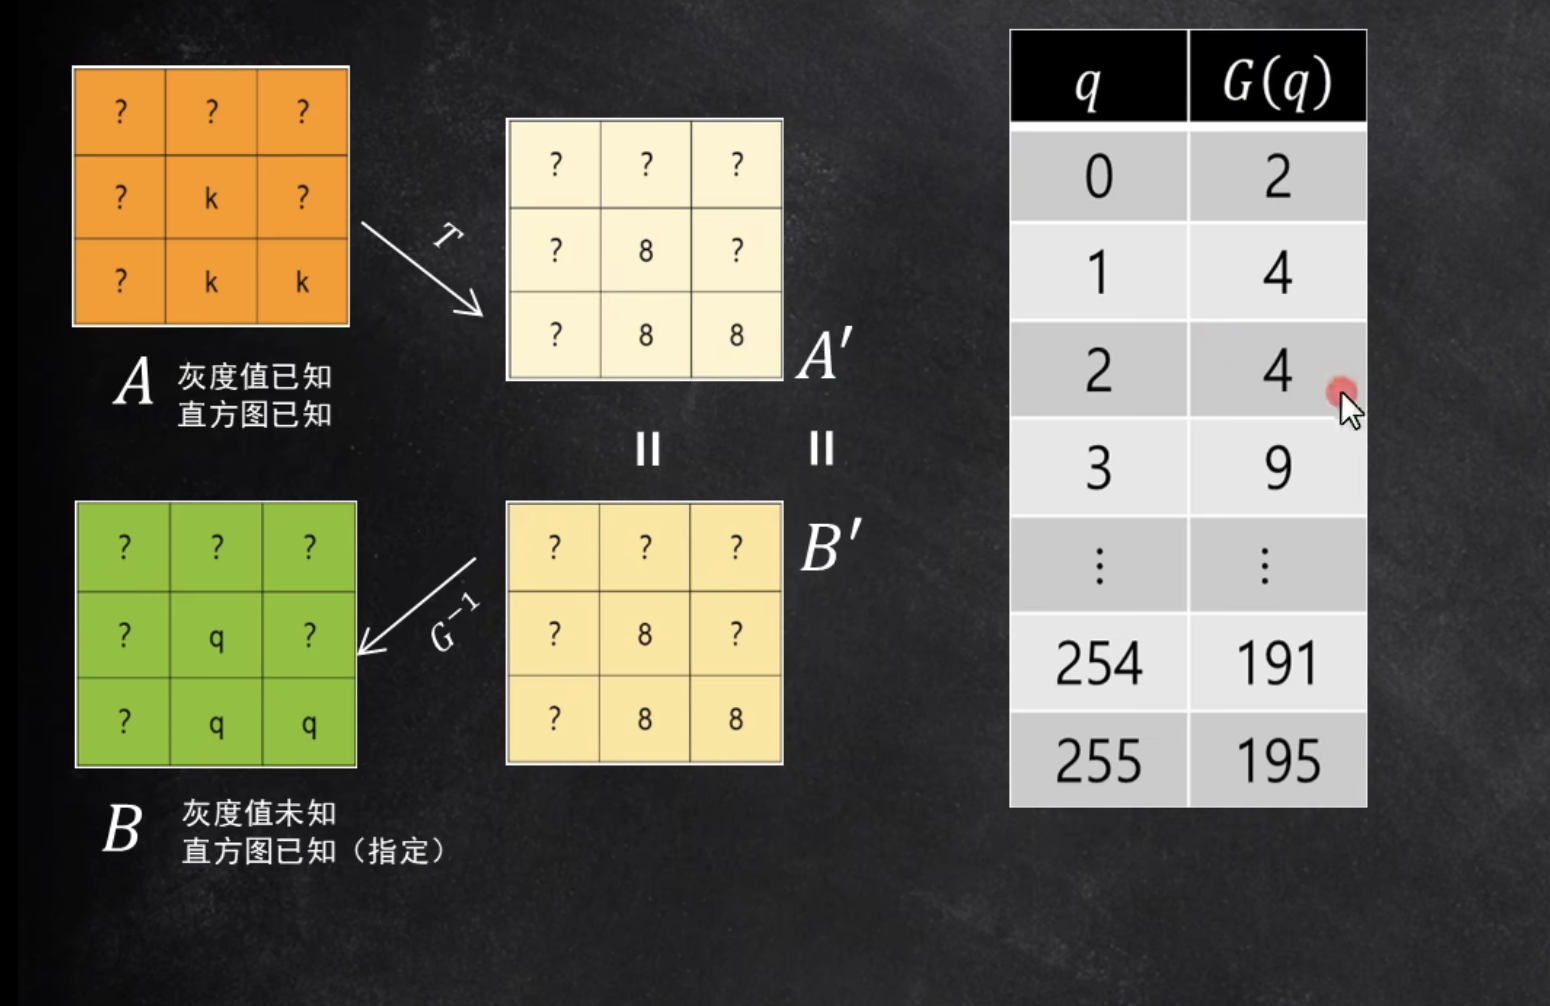 ? ? ?
? k ?
? k k
A 灰度值已知
直方图已知
T
? ? ?
? 8 ?
? 8 8
A′
= =
? ? ?
? q ?
? q q
B 灰度值未知
直方图已知（指定）
G⁻¹
? ? ?
? 8 ?
? 8 8
B′
q G(q)
0 2
1 4
2 4
3 9
⋮ ⋮
254 191
255 195